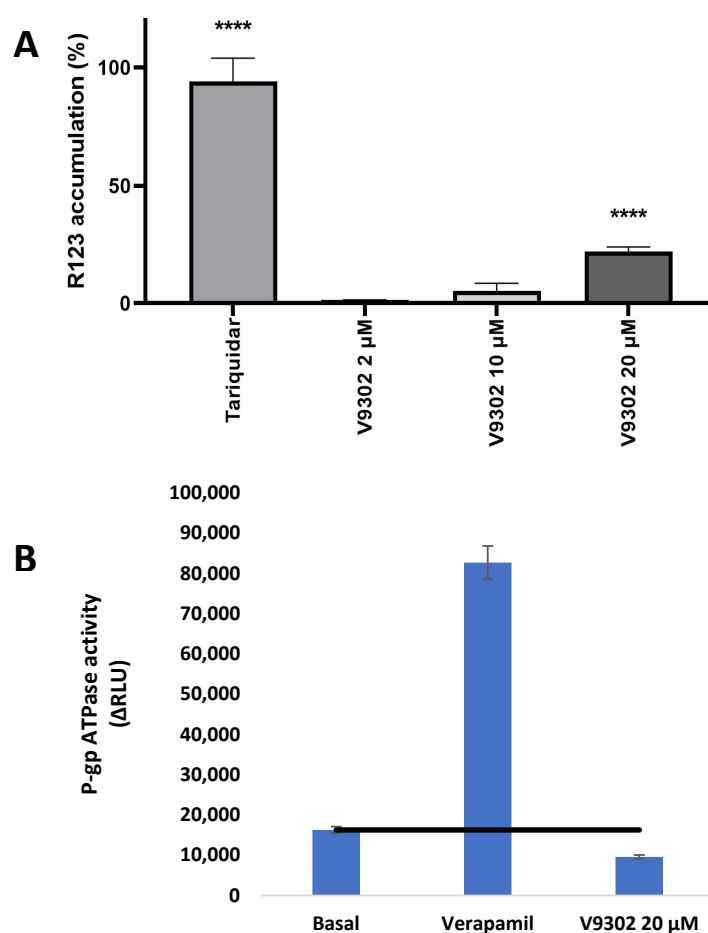 A
R123 accumulation (%)
100
50
0
****
****
Tariquidar
V9302 2 µM
V9302 10 µM
V9302 20 µM
B
P-gp ATPase activity
(ΔRLU)
100,000
90,000
80,000
70,000
60,000
50,000
40,000
30,000
20,000
10,000
0
Basal
Verapamil
V9302 20 µM